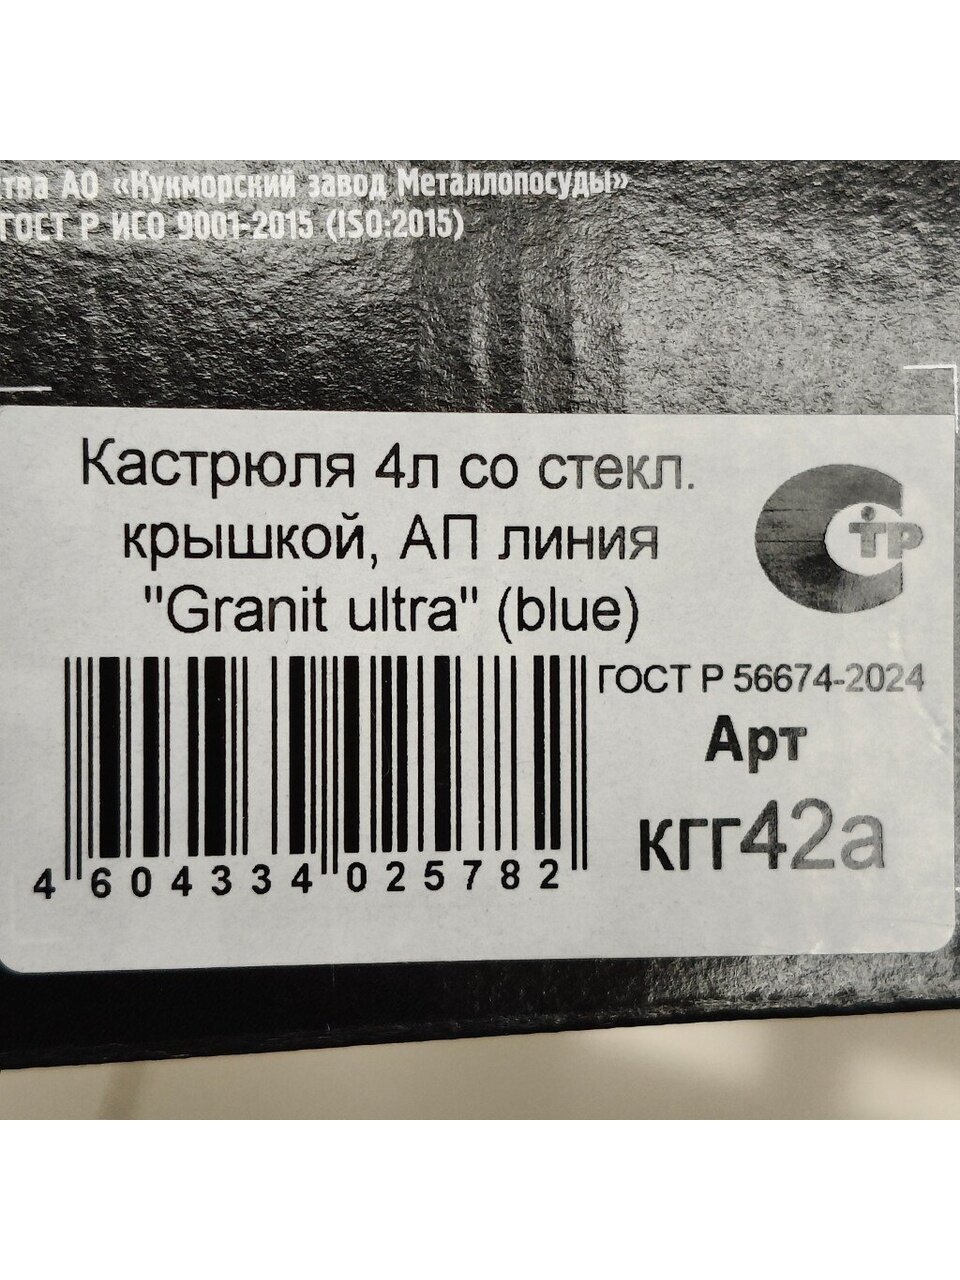 тва АО «Кукморский завод Металлопосуды»
ГОСТ Р ИСО 9001-2015 (ISO:2015)
Кастрюля 4л со стекл.
крышкой, АП линия
"Granit ultra" (blue)
СТР
ГОСТ Р 56674-2024
Арт
кгг42а
4 604334 025782